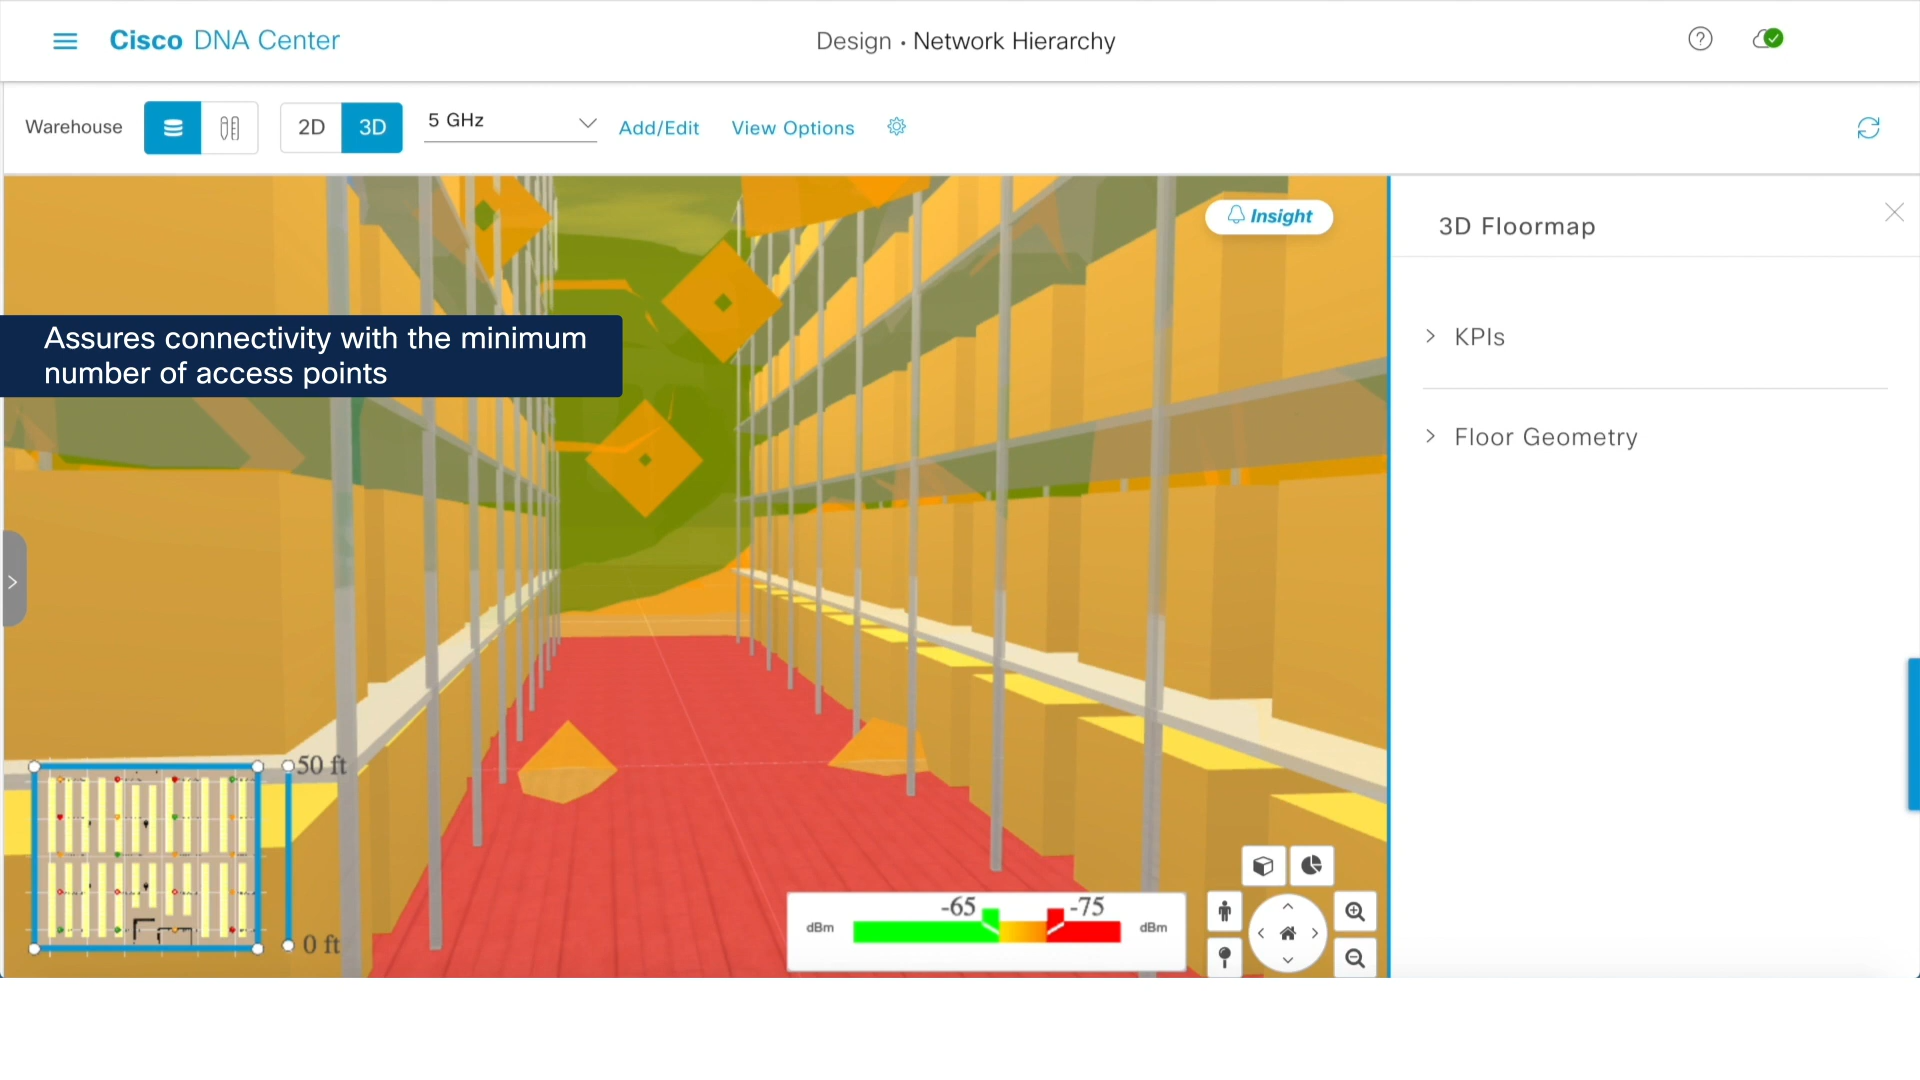 Cisco DNA Center
Design • Network Hierarchy
Warehouse
2D
3D
5 GHz
Add/Edit
View Options
Insight
3D Floormap
Assures connectivity with the minimum
number of access points
KPIs
Floor Geometry
50 ft
0 ft
-65
-75
dBm
dBm